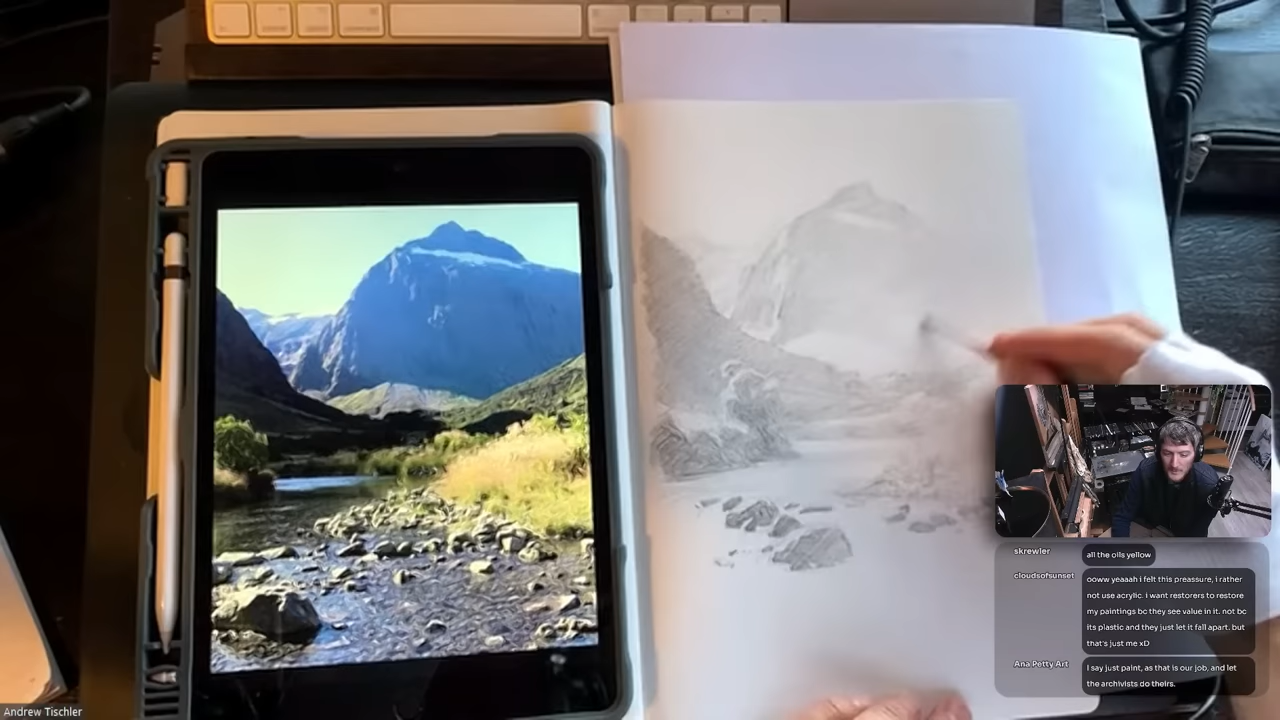 skrewler
all the oils yellow
cloudsofsunset
ooww yeaaah i felt this preassure, i rather
not use acrylic. i want restorers to restore
my paintings bc they see value in it. not bc
its plastic and they just let it fall apart. but
that's just me xD
Ana Petty Art
I say just paint, as that is our job, and let
the archivists do theirs.
Andrew Tischler